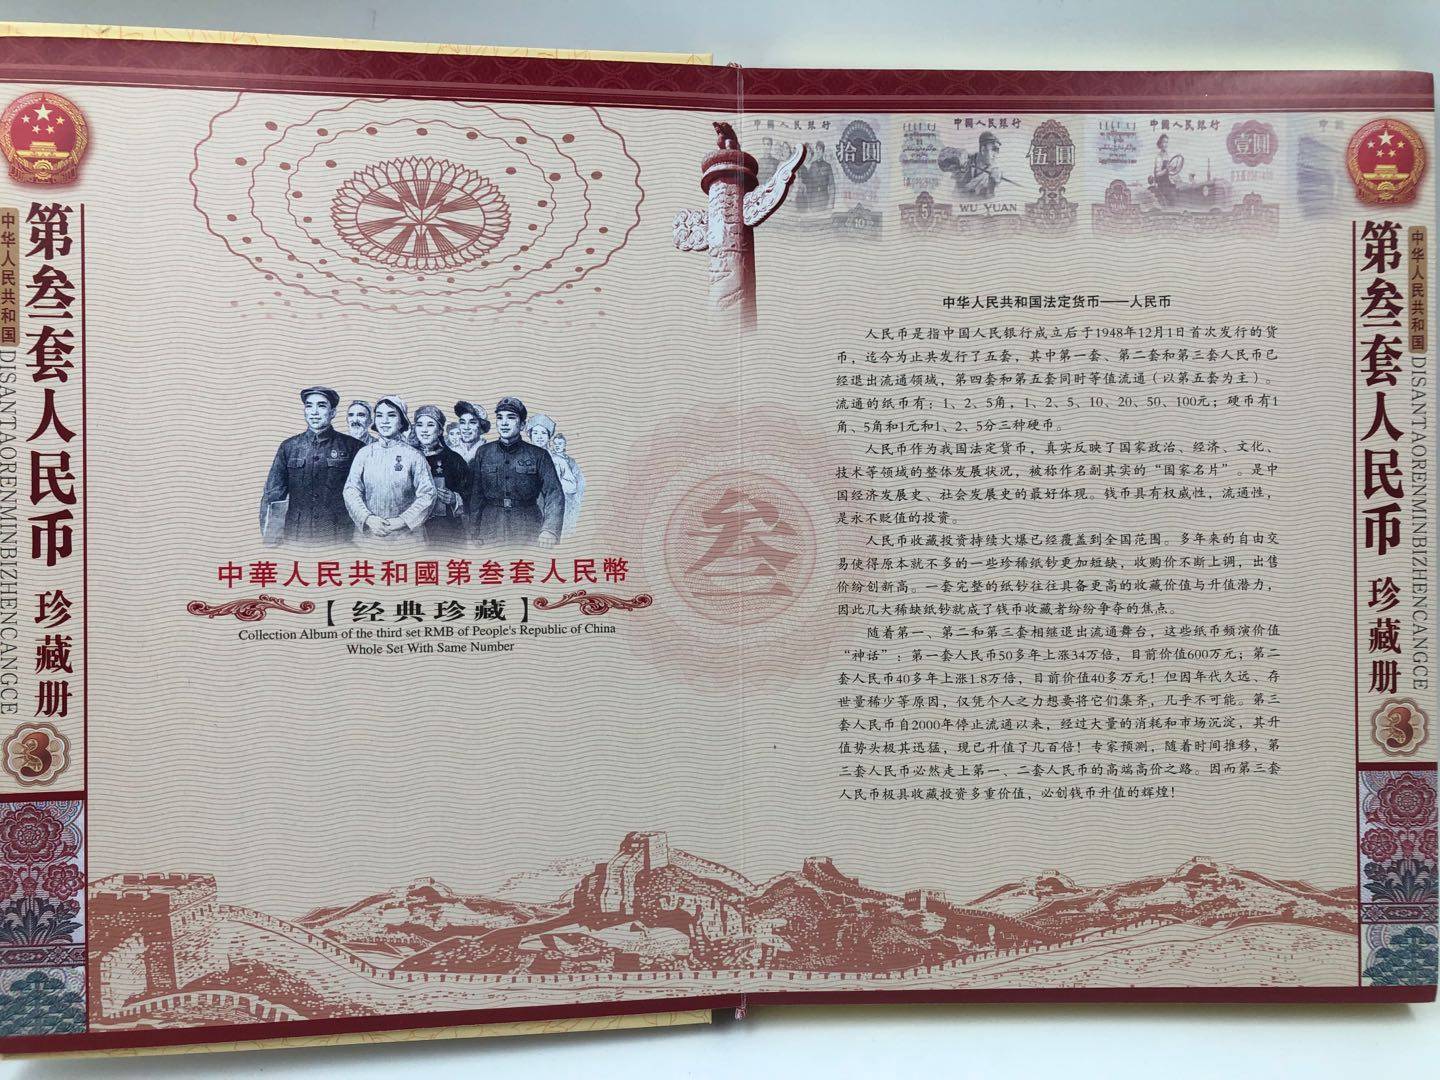 中华人民共和国
第叁套人民币 珍藏册
DISANTAORENMINBIZHENCANGCE
3
中華人民共和國第叁套人民幣
【经典珍藏】
Collection Album of the third set RMB of People's Republic of China
Whole Set With Same Number
叁
中國人民银行
拾圆
10
中国人民银行
伍圆
5
WU YUAN
中国人民银行
壹圆
中华人民共和国法定货币——人民币
人民币是指中国人民银行成立后于1948年12月1日首次发行的货
币，迄今为止共发行了五套，其中第一套、第二套和第三套人民币已
经退出流通领域，第四套和第五套同时等值流通（以第五套为主）。
流通的纸币有：1、2、5角，1、2、5、10、20、50、100元；硬币有1
角、5角和1元和1、2、5分三种硬币。
人民币作为我国法定货币，真实反映了国家政治、经济、文化、
技术等领域的整体发展状况，被称作名副其实的“国家名片”。是中
国经济发展史、社会发展史的最好体现。钱币具有权威性，流通性，
是永不贬值的投资。
人民币收藏投资持续火爆已经覆盖到全国范围。多年来的自由交
易使得原本就不多的一些珍稀纸钞更加短缺，收购价不断上调，出售
价纷创新高。一套完整的纸钞往往具备更高的收藏价值与升值潜力，
因此几大稀缺纸钞就成了钱币收藏者纷纷争夺的焦点。
随着第一、第二和第三套相继退出流通舞台，这些纸币频演价值
“神话”：第一套人民币50多年上涨34万倍，目前价值600万元；第二
套人民币40多年上涨1.8万倍，目前价值40多万元！但因年代久远、存
世量稀少等原因，仅凭个人之力想要将它们集齐，几乎不可能。第三
套人民币自2000年停止流通以来，经过大量的消耗和市场沉淀，其升
值势头极其迅猛，现已升值了几百倍！专家预测，随着时间推移，第
三套人民币必然走上第一、二套人民币的高端高价之路。因而第三套
人民币极具收藏投资多重价值，必创钱币升值的辉煌！
中华人民共和国
第叁套人民币 珍藏册
DISANTAORENMINBIZHENCANGCE
3